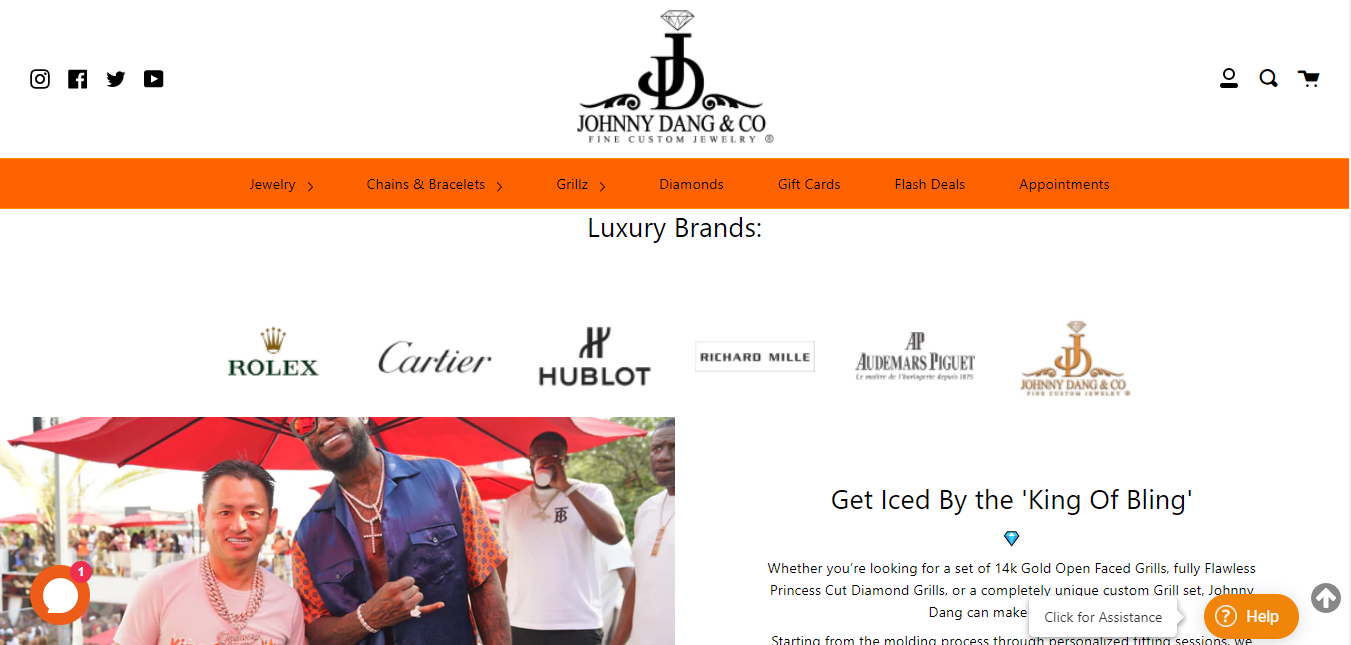 JOHNNY DANG & CO
FINE CUSTOM JEWELRY ®
Jewelry
Chains & Bracelets
Grillz
Diamonds
Gift Cards
Flash Deals
Appointments
Luxury Brands:
ROLEX
Cartier
HUBLOT
RICHARD MILLE
AP
AUDEMARS PIGUET
Le maître de l'horlogerie depuis 1875
JOHNNY DANG & CO
FINE CUSTOM JEWELRY ®
Get Iced By the 'King Of Bling'
Whether you're looking for a set of 14k Gold Open Faced Grills, fully Flawless
Princess Cut Diamond Grills, or a completely unique custom Grill set, Johnny
Dang can make
Starting from the molding process through personalized fitting sessions, we
1
Click for Assistance
? Help